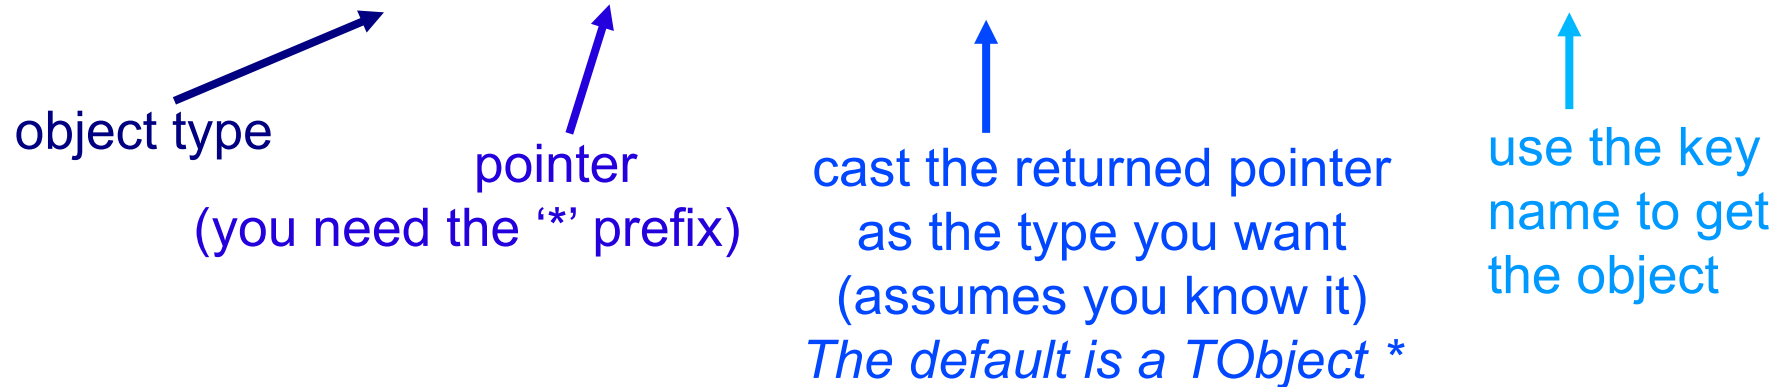 object type
pointer
(you need the ‘*’ prefix)
cast the returned pointer
as the type you want
(assumes you know it)
The default is a TObject *
use the key
name to get
the object